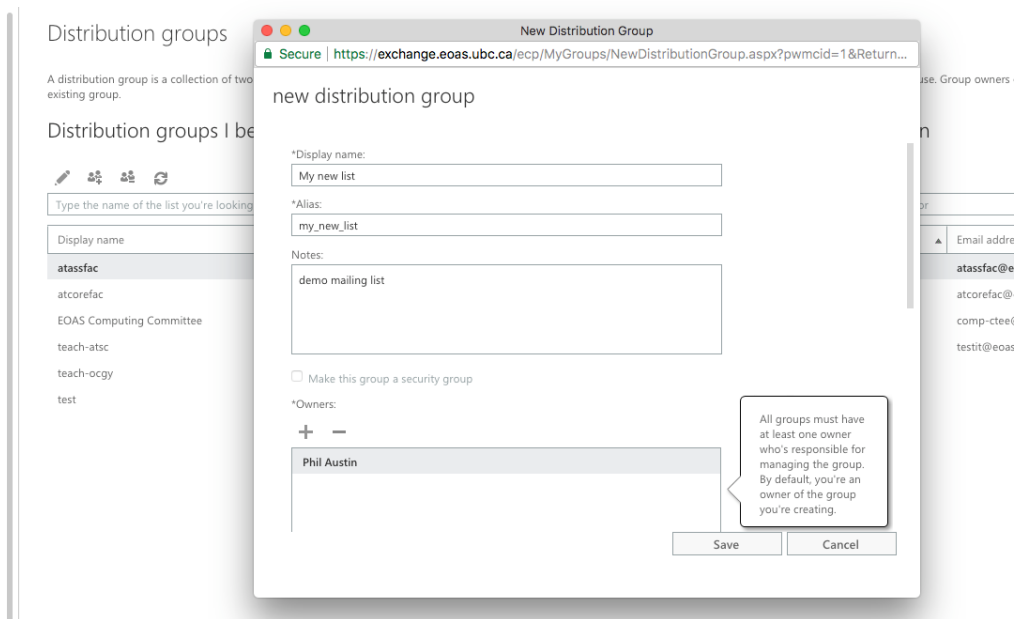 Distribution groups
A distribution group is a collection of two
use. Group owners
existing group.
Distribution groups I be
n
Type the name of the list you're looking
or
Display name
Email addre
atassfac
atassfac@e
atcorefac
atcorefac@
EOAS Computing Committee
comp-ctee@
teach-atsc
testit@eoas
teach-ocgy
test
New Distribution Group
Secure | https://exchange.eoas.ubc.ca/ecp/MyGroups/NewDistributionGroup.aspx?pwmcid=1&Return...
new distribution group
*Display name:
My new list
*Alias:
my_new_list
Notes:
demo mailing list
Make this group a security group
*Owners:
Phil Austin
All groups must have
at least one owner
who's responsible for
managing the group.
By default, you're an
owner of the group
you're creating.
Save
Cancel